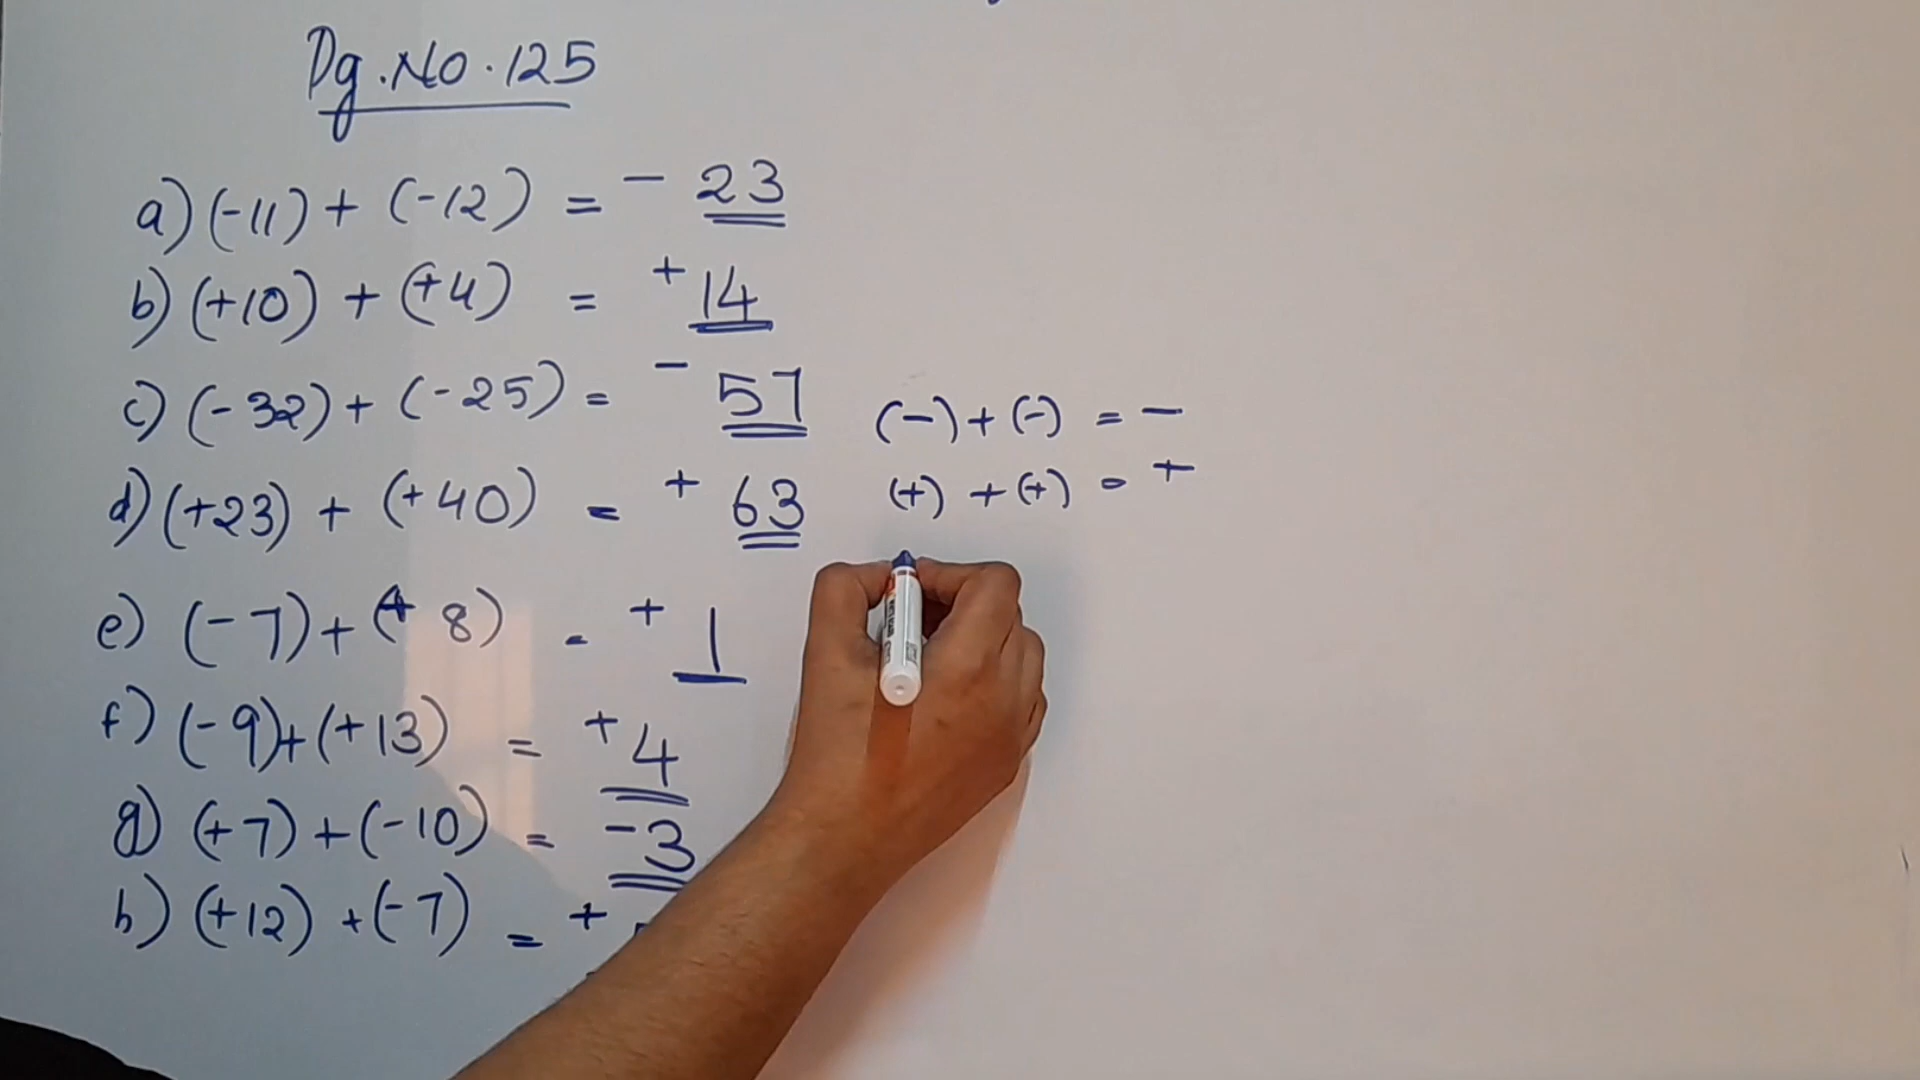 Pg.No.125
a) (-11) + (-12) = - 23
b) (+10) + (+4) = + 14
c) (-32) + (-25) = - 57
d) (+23) + (+40) = + 63
(-) + (-) = -
(+) + (+) = +
e) (-7) + (+ 8) = + 1
f) (-9) + (+13) = +4
g) (+7) + (-10) = -3
h) (+12) + (-7) = +